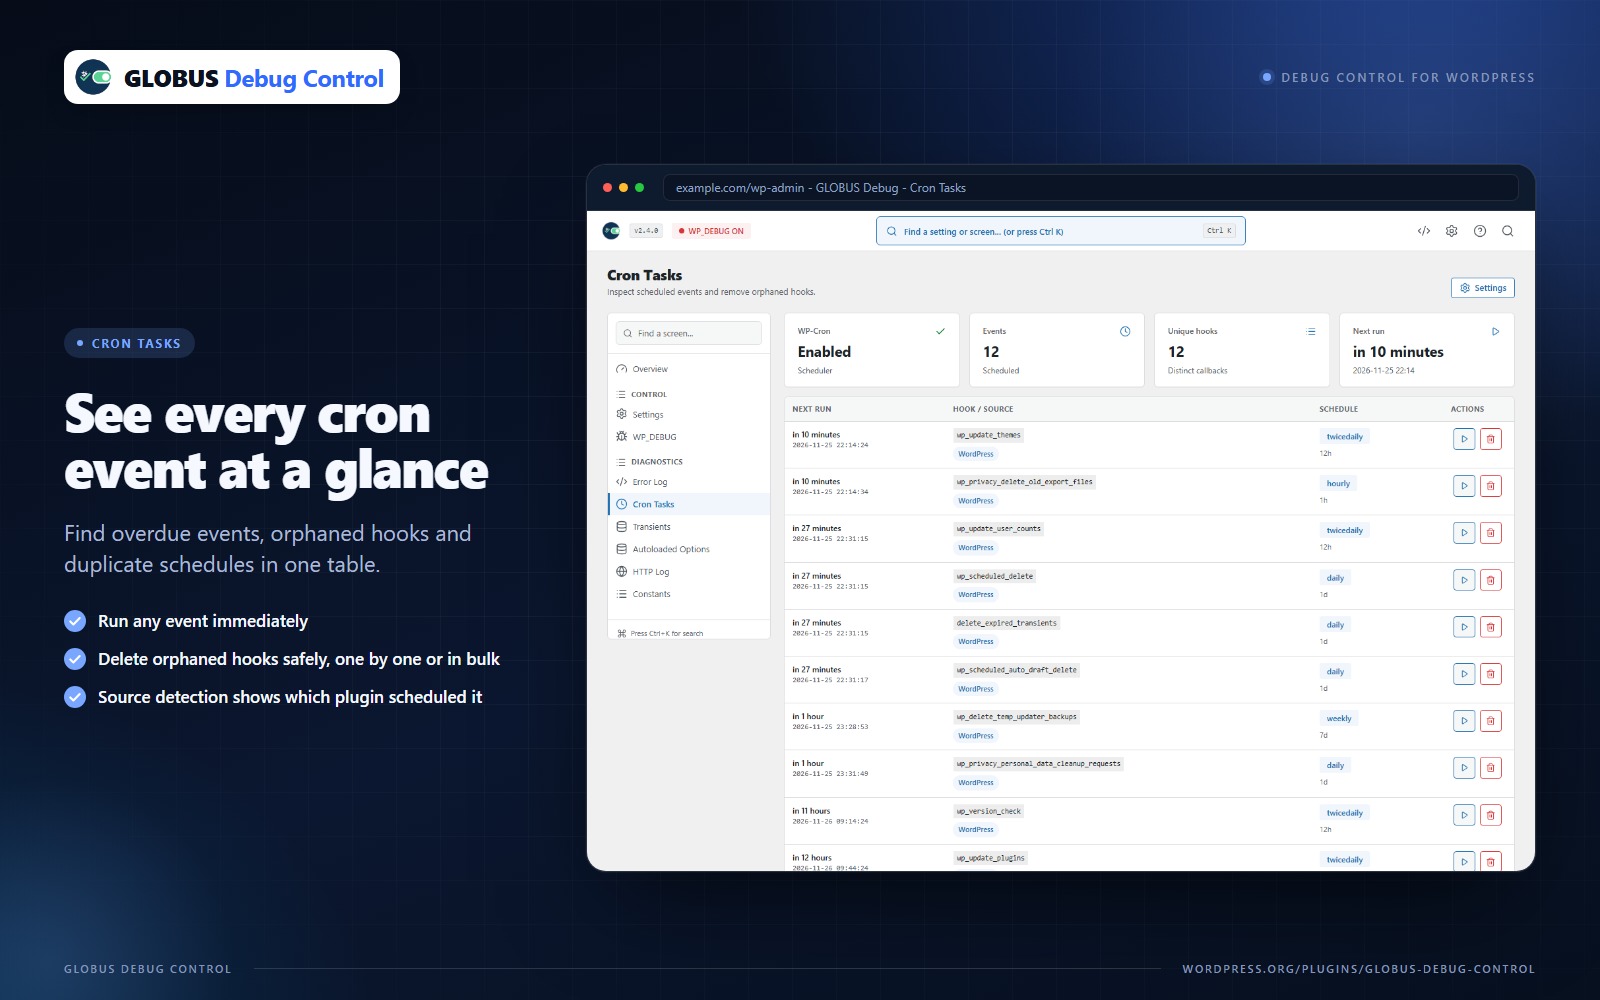 GLOBUS Debug Control
DEBUG CONTROL FOR WORDPRESS
CRON TASKS
See every cron
event at a glance
Find overdue events, orphaned hooks and
duplicate schedules in one table.
Run any event immediately
Delete orphaned hooks safely, one by one or in bulk
Source detection shows which plugin scheduled it
example.com/wp-admin - GLOBUS Debug - Cron Tasks
v2.4.0
WP_DEBUG ON
Find a setting or screen... (or press Ctrl K)
Ctrl K
Cron Tasks
Inspect scheduled events and remove orphaned hooks.
Settings
Find a screen...
Overview
CONTROL
Settings
WP_DEBUG
DIAGNOSTICS
Error Log
Cron Tasks
Transients
Autoloaded Options
HTTP Log
Constants
Press Ctrl+K for search
WP-Cron
Enabled
Scheduler
Events
12
Scheduled
Unique hooks
12
Distinct callbacks
Next run
in 10 minutes
2026-11-25 22:14
NEXT RUN HOOK / SOURCE SCHEDULE ACTIONS
in 10 minutes wp_update_themes twicedaily
2026-11-25 22:14:24 WordPress 12h
in 10 minutes wp_privacy_delete_old_export_files hourly
2026-11-25 22:14:34 WordPress 1h
in 27 minutes wp_update_user_counts twicedaily
2026-11-25 22:31:15 WordPress 12h
in 27 minutes wp_scheduled_delete daily
2026-11-25 22:31:15 WordPress 1d
in 27 minutes delete_expired_transients daily
2026-11-25 22:31:15 WordPress 1d
in 27 minutes wp_scheduled_auto_draft_delete daily
2026-11-25 22:31:17 WordPress 1d
in 1 hour wp_delete_temp_updater_backups weekly
2026-11-25 23:28:53 WordPress 7d
in 1 hour wp_privacy_personal_data_cleanup_requests daily
2026-11-25 23:31:49 WordPress 1d
in 11 hours wp_version_check twicedaily
2026-11-26 09:14:24 WordPress 12h
in 12 hours wp_update_plugins twicedaily
2026-11-26 09:44:24
GLOBUS DEBUG CONTROL
WORDPRESS.ORG/PLUGINS/GLOBUS-DEBUG-CONTROL